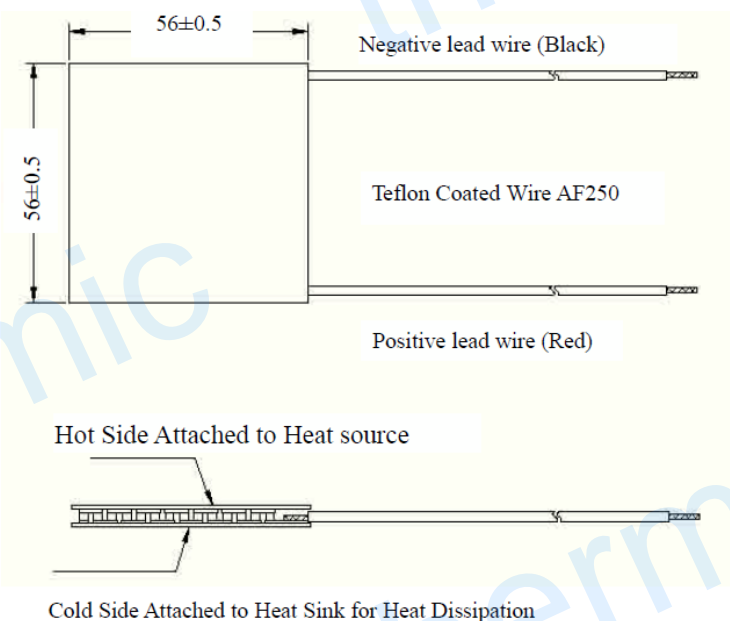 56±0.5
Negative lead wire (Black)
56±0.5
Teflon Coated Wire AF250
Positive lead wire (Red)
Hot Side Attached to Heat source
Cold Side Attached to Heat Sink for Heat Dissipation